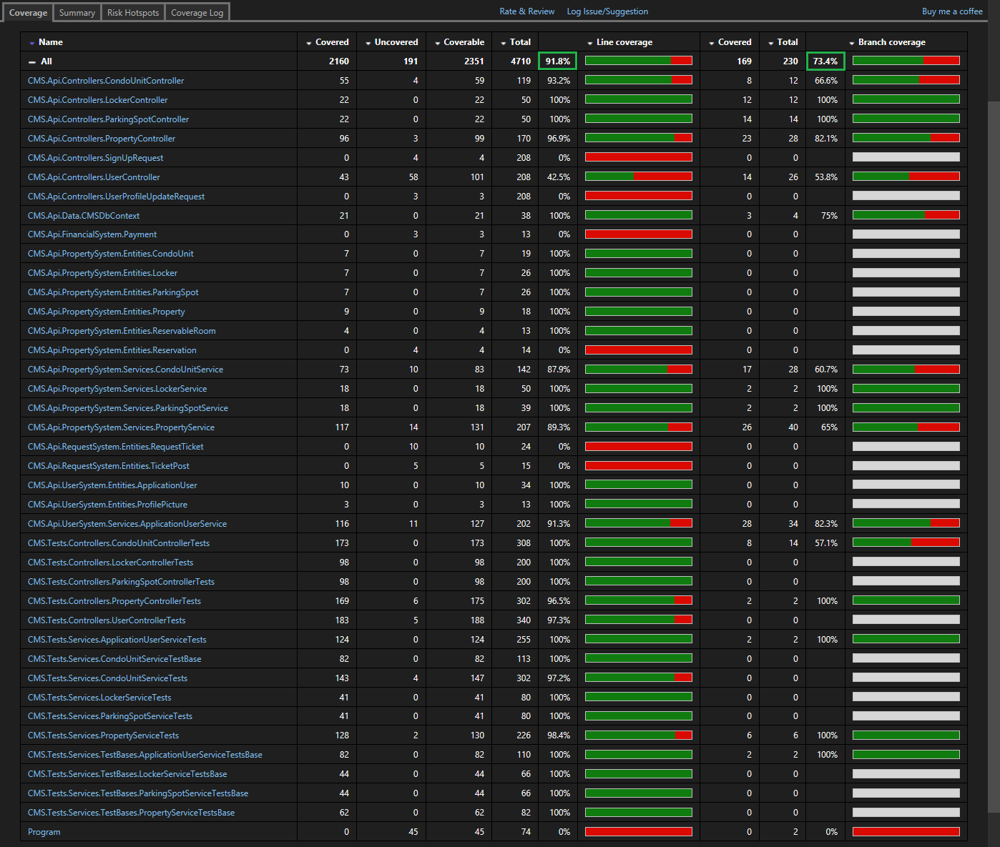 Coverage Summary Risk Hotspots Coverage Log Rate & Review Log Issue/Suggestion Buy me a coffee
Name Covered Uncovered Coverable Total Line coverage Covered Total Branch coverage
All 2160 191 2351 4710 91.8% 169 230 73.4%
CMS.Api.Controllers.CondoUnitController 55 4 59 119 93.2% 8 12 66.6%
CMS.Api.Controllers.LockerController 22 0 22 50 100% 12 12 100%
CMS.Api.Controllers.ParkingSpotController 22 0 22 50 100% 14 14 100%
CMS.Api.Controllers.PropertyController 96 3 99 170 96.9% 23 28 82.1%
CMS.Api.Controllers.SignUpRequest 0 4 4 208 0% 0 0
CMS.Api.Controllers.UserController 43 58 101 208 42.5% 14 26 53.8%
CMS.Api.Controllers.UserProfileUpdateRequest 0 3 3 208 0% 0 0
CMS.Api.Data.CMSDbContext 21 0 21 38 100% 3 4 75%
CMS.Api.FinancialSystem.Payment 0 3 3 13 0% 0 0
CMS.Api.PropertySystem.Entities.CondoUnit 7 0 7 19 100% 0 0
CMS.Api.PropertySystem.Entities.Locker 7 0 7 26 100% 0 0
CMS.Api.PropertySystem.Entities.ParkingSpot 7 0 7 26 100% 0 0
CMS.Api.PropertySystem.Entities.Property 9 0 9 18 100% 0 0
CMS.Api.PropertySystem.Entities.ReservableRoom 4 0 4 13 100% 0 0
CMS.Api.PropertySystem.Entities.Reservation 0 4 4 14 0% 0 0
CMS.Api.PropertySystem.Services.CondoUnitService 73 10 83 142 87.9% 17 28 60.7%
CMS.Api.PropertySystem.Services.LockerService 18 0 18 50 100% 2 2 100%
CMS.Api.PropertySystem.Services.ParkingSpotService 18 0 18 39 100% 2 2 100%
CMS.Api.PropertySystem.Services.PropertyService 117 14 131 207 89.3% 26 40 65%
CMS.Api.RequestSystem.Entities.RequestTicket 0 10 10 24 0% 0 0
CMS.Api.RequestSystem.Entities.TicketPost 0 5 5 15 0% 0 0
CMS.Api.UserSystem.Entities.ApplicationUser 10 0 10 34 100% 0 0
CMS.Api.UserSystem.Entities.ProfilePicture 3 0 3 13 100% 0 0
CMS.Api.UserSystem.Services.ApplicationUserService 116 11 127 202 91.3% 28 34 82.3%
CMS.Tests.Controllers.CondoUnitControllerTests 173 0 173 308 100% 8 14 57.1%
CMS.Tests.Controllers.LockerControllerTests 98 0 98 200 100% 0 0
CMS.Tests.Controllers.ParkingSpotControllerTests 98 0 98 200 100% 0 0
CMS.Tests.Controllers.PropertyControllerTests 169 6 175 302 96.5% 2 2 100%
CMS.Tests.Controllers.UserControllerTests 183 5 188 340 97.3% 0 0
CMS.Tests.Services.ApplicationUserServiceTests 124 0 124 255 100% 2 2 100%
CMS.Tests.Services.CondoUnitServiceTestBase 82 0 82 113 100% 0 0
CMS.Tests.Services.CondoUnitServiceTests 143 4 147 302 97.2% 0 0
CMS.Tests.Services.LockerServiceTests 41 0 41 80 100% 0 0
CMS.Tests.Services.ParkingSpotServiceTests 41 0 41 80 100% 0 0
CMS.Tests.Services.PropertyServiceTests 128 2 130 226 98.4% 6 6 100%
CMS.Tests.Services.TestBases.ApplicationUserServiceTestsBase 82 0 82 110 100% 2 2 100%
CMS.Tests.Services.TestBases.LockerServiceTestsBase 44 0 44 66 100% 0 0
CMS.Tests.Services.TestBases.ParkingSpotServiceTestsBase 44 0 44 66 100% 0 0
CMS.Tests.Services.TestBases.PropertyServiceTestsBase 62 0 62 82 100% 0 0
Program 0 45 45 74 0% 0 2 0%